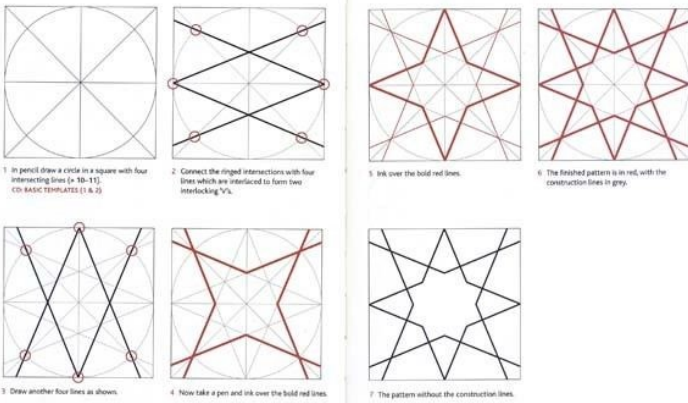 1 In pencil draw a circle in a square with four
intersecting lines (» 10–11).
CD: BASIC TEMPLATES (1 & 2)
2 Connect the ringed intersections with four
lines which are interlaced to form two
interlocking 'V's.
3 Draw another four lines as shown.
4 Now take a pen and ink over the bold red lines.
5 Ink over the bold red lines.
6 The finished pattern is in red, with the
construction lines in grey.
7 The pattern without the construction lines.